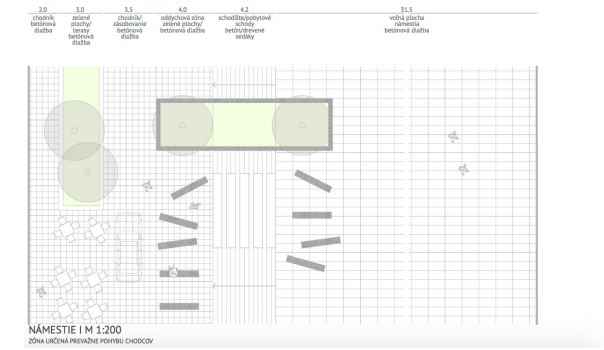 2.0
chodník
betónová
dlažba
3.0
zelené
plochy/
terasy
betónová
dlažba
3.5
chodník/
zásobovanie
betónová
dlažba
4.0
oddychová zóna
zelené plochy/
betónová
dlažba
4.2
schodište/pobytové
schody
betón/drevené
sedáky
31.5
voľná plocha
námestia
betónová dlažba
NÁMESTIE I M 1:200
ZÓNA URČENÁ PREVAŽNE POHYBU CHODCOV